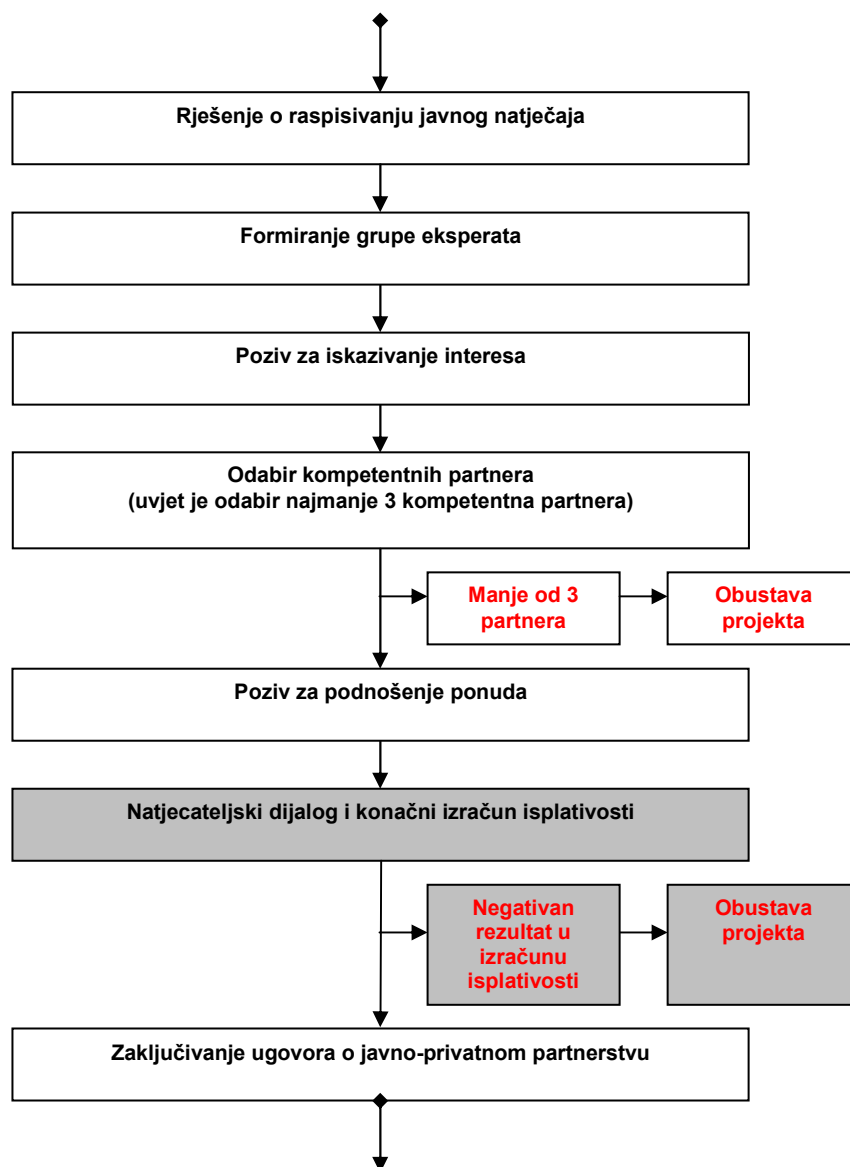 Rješenje o raspisivanju javnog natječaja
Formiranje grupe eksperata
Poziv za iskazivanje interesa
Odabir kompetentnih partnera
(uvjet je odabir najmanje 3 kompetentna partnera)
Manje od 3
partnera
Obustava
projekta
Poziv za podnošenje ponuda
Natjecateljski dijalog i konačni izračun isplativosti
Negativan
rezultat u
izračunu
isplativosti
Obustava
projekta
Zaključivanje ugovora o javno-privatnom partnerstvu